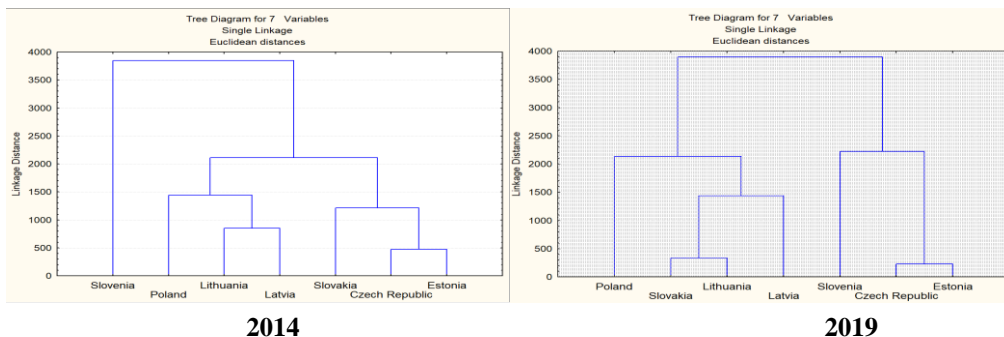 Tree Diagram for 7 Variables
Single Linkage
Euclidean distances
4000
3500
3000
2500
2000
1500
1000
500
0
Linkage Distance
Slovenia
Poland
Lithuania
Latvia
Slovakia
Czech Republic
Estonia
2014
Tree Diagram for 7 Variables
Single Linkage
Euclidean distances
4000
3500
3000
2500
2000
1500
1000
500
0
Linkage Distance
Poland
Slovakia
Lithuania
Latvia
Slovenia
Czech Republic
Estonia
2019